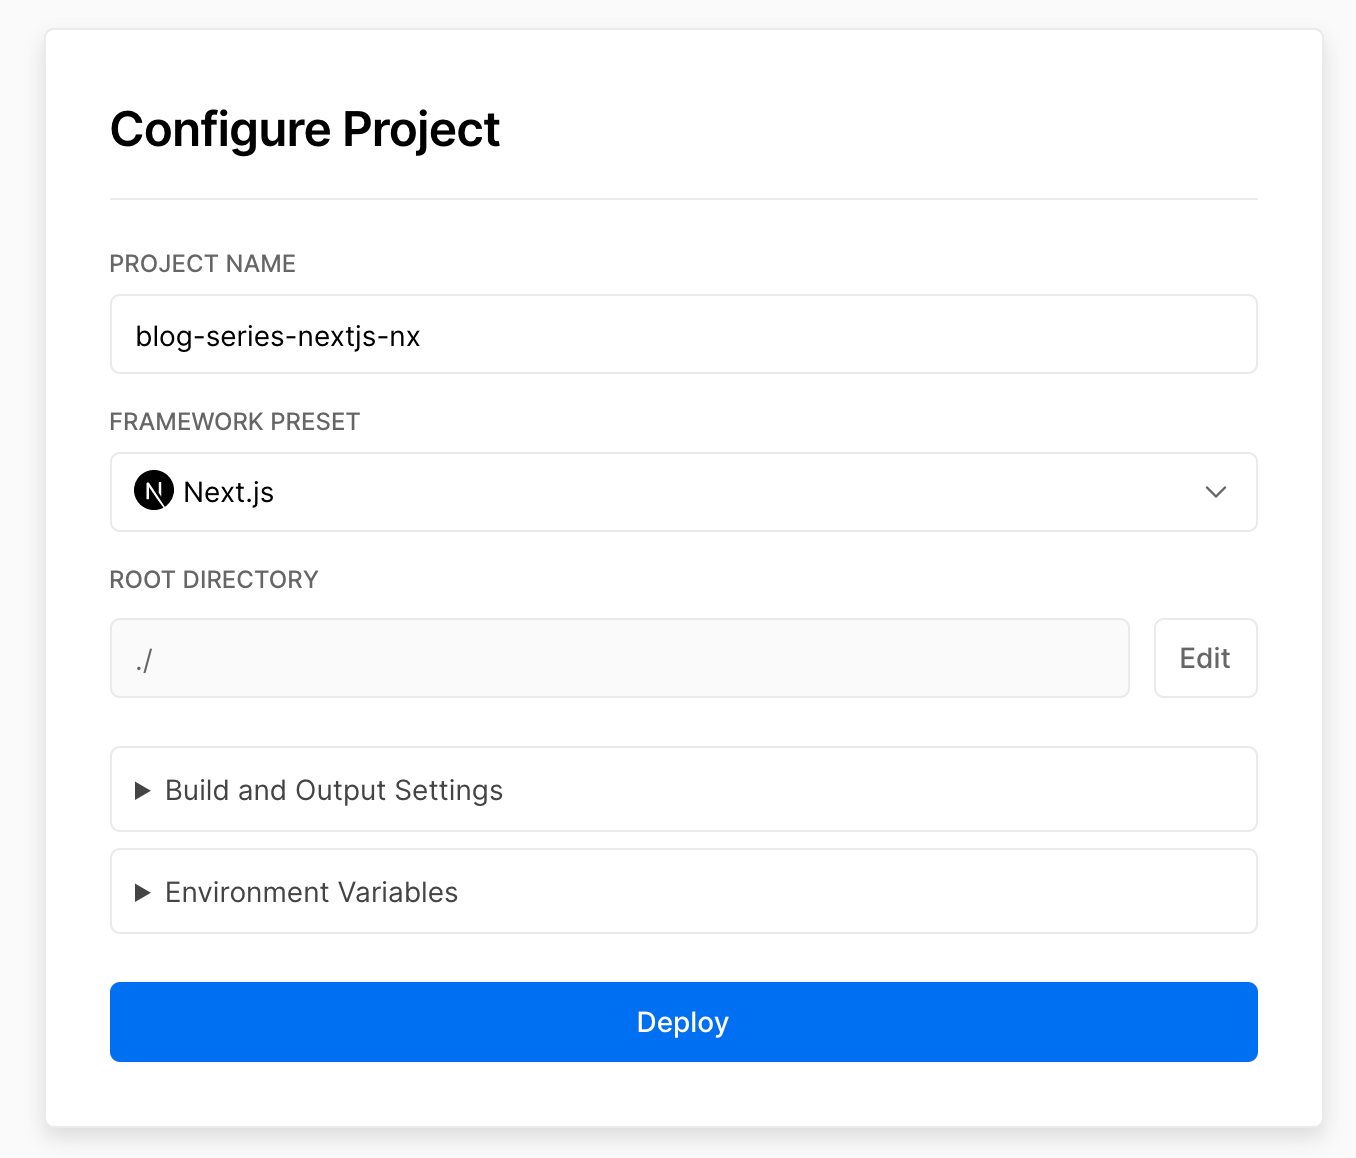 Configure Project
PROJECT NAME
blog-series-nextjs-nx
FRAMEWORK PRESET
N Next.js
ROOT DIRECTORY
./
Edit
Build and Output Settings
Environment Variables
Deploy